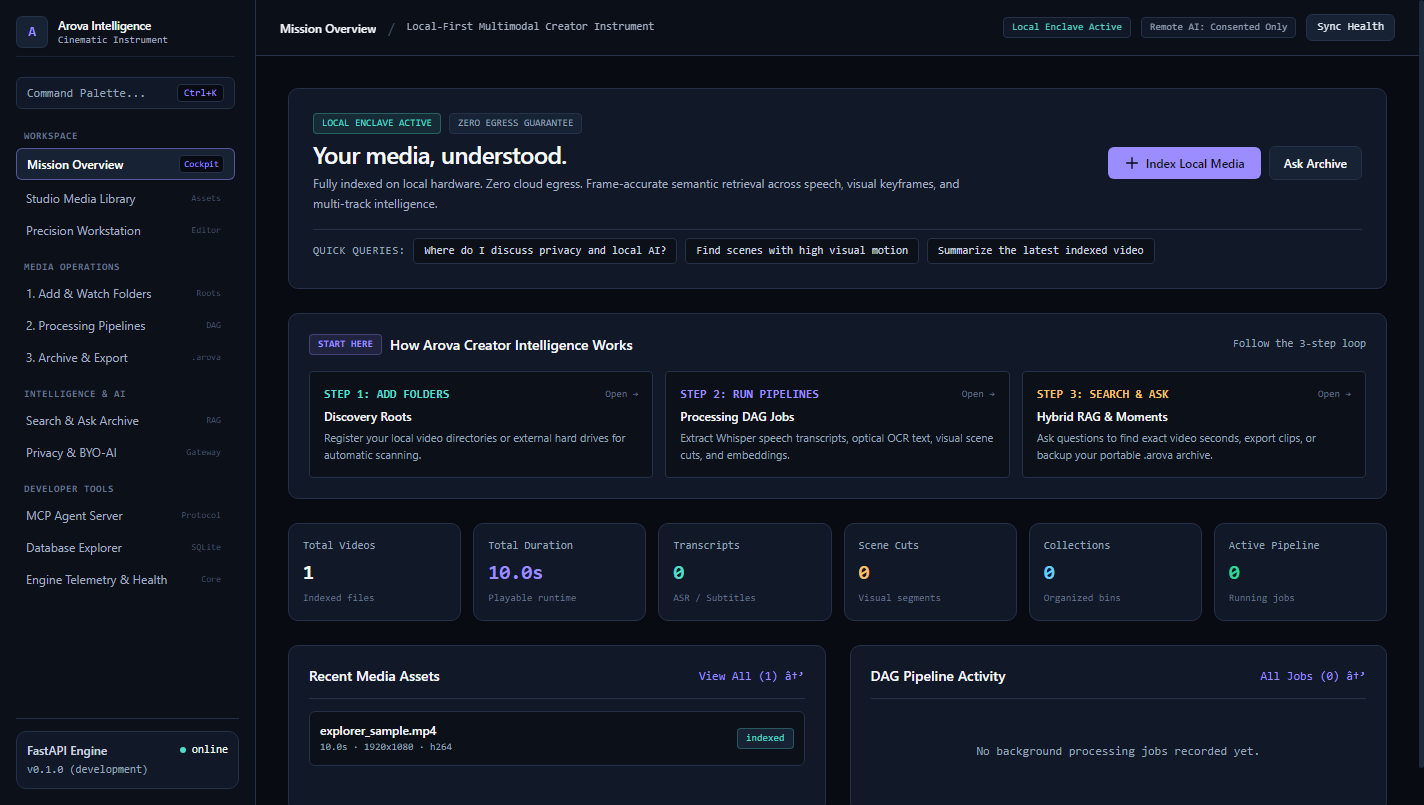 A
Arova Intelligence
Cinematic Instrument
Command Palette... Ctrl+K
WORKSPACE
Mission Overview Cockpit
Studio Media Library Assets
Precision Workstation Editor
MEDIA OPERATIONS
1. Add & Watch Folders Roots
2. Processing Pipelines DAG
3. Archive & Export .arova
INTELLIGENCE & AI
Search & Ask Archive RAG
Privacy & BYO-AI Gateway
DEVELOPER TOOLS
MCP Agent Server Protocol
Database Explorer SQLite
Engine Telemetry & Health Core
FastAPI Engine online
v0.1.0 (development)
Mission Overview / Local-First Multimodal Creator Instrument
Local Enclave Active Remote AI: Consented Only Sync Health
LOCAL ENCLAVE ACTIVE ZERO EGRESS GUARANTEE
Your media, understood.
Fully indexed on local hardware. Zero cloud egress. Frame-accurate semantic retrieval across speech, visual keyframes, and
multi-track intelligence.
+ Index Local Media Ask Archive
QUICK QUERIES: Where do I discuss privacy and local AI? Find scenes with high visual motion Summarize the latest indexed video
START HERE How Arova Creator Intelligence Works Follow the 3-step loop
STEP 1: ADD FOLDERS Open →
Discovery Roots
Register your local video directories or external hard drives for
automatic scanning.
STEP 2: RUN PIPELINES Open →
Processing DAG Jobs
Extract Whisper speech transcripts, optical OCR text, visual scene
cuts, and embeddings.
STEP 3: SEARCH & ASK Open →
Hybrid RAG & Moments
Ask questions to find exact video seconds, export clips, or
backup your portable .arova archive.
Total Videos
1
Indexed files
Total Duration
10.0s
Playable runtime
Transcripts
0
ASR / Subtitles
Scene Cuts
0
Visual segments
Collections
0
Organized bins
Active Pipeline
0
Running jobs
Recent Media Assets View All (1) â†’
explorer_sample.mp4
10.0s · 1920x1080 · h264
indexed
DAG Pipeline Activity All Jobs (0) â†’
No background processing jobs recorded yet.